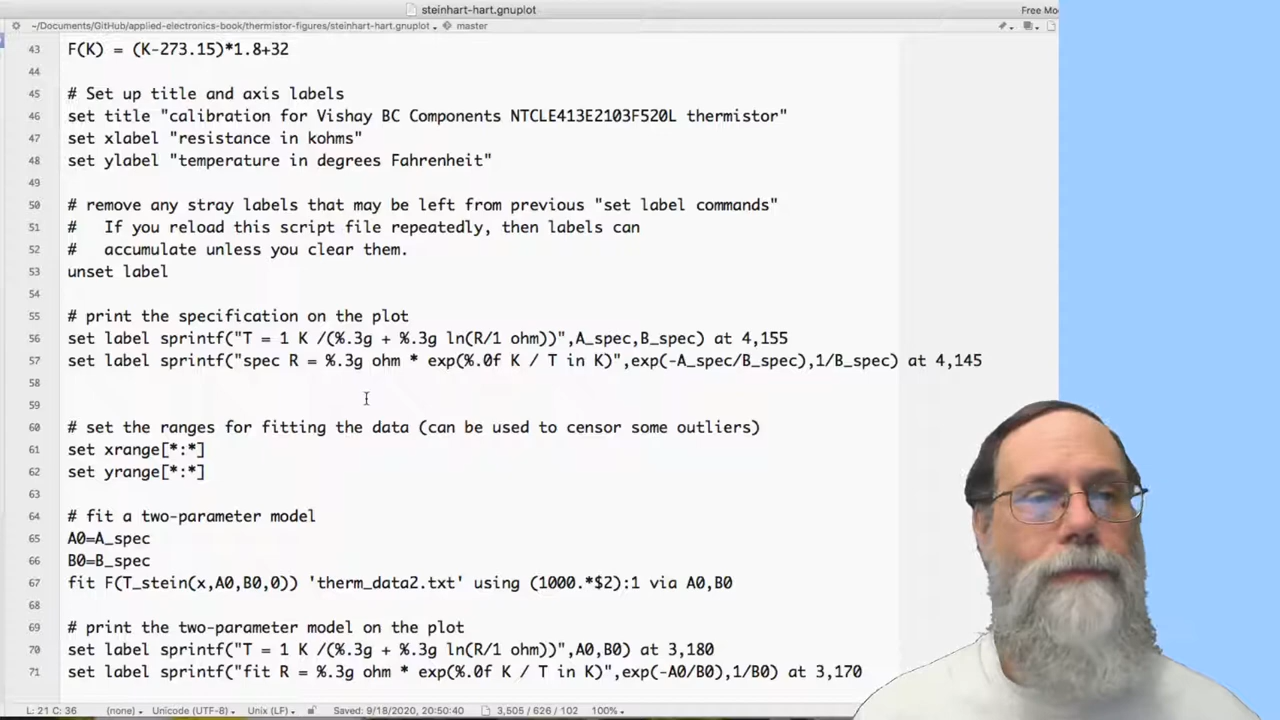 steinhart-hart.gnuplot
Free Mo
~/Documents/GitHub/applied-electronics-book/thermistor-figures/steinhart-hart.gnuplot master
43 F(K) = (K-273.15)*1.8+32
44
45 # Set up title and axis labels
46 set title "calibration for Vishay BC Components NTCLE413E2103F520L thermistor"
47 set xlabel "resistance in kohms"
48 set ylabel "temperature in degrees Fahrenheit"
49
50 # remove any stray labels that may be left from previous "set label commands"
51 #   If you reload this script file repeatedly, then labels can
52 #   accumulate unless you clear them.
53 unset label
54
55 # print the specification on the plot
56 set label sprintf("T = 1 K /(%.3g + %.3g ln(R/1 ohm))",A_spec,B_spec) at 4,155
57 set label sprintf("spec R = %.3g ohm * exp(%.0f K / T in K)",exp(-A_spec/B_spec),1/B_spec) at 4,145
58
59
60 # set the ranges for fitting the data (can be used to censor some outliers)
61 set xrange[*:*]
62 set yrange[*:*]
63
64 # fit a two-parameter model
65 A0=A_spec
66 B0=B_spec
67 fit F(T_stein(x,A0,B0,0)) 'therm_data2.txt' using (1000.*$2):1 via A0,B0
68
69 # print the two-parameter model on the plot
70 set label sprintf("T = 1 K /(%.3g + %.3g ln(R/1 ohm))",A0,B0) at 3,180
71 set label sprintf("fit R = %.3g ohm * exp(%.0f K / T in K)",exp(-A0/B0),1/B0) at 3,170
L: 21 C: 36 (none) Unicode (UTF-8) Unix (LF) Saved: 9/18/2020, 20:50:40 3,505 / 626 / 102 100%